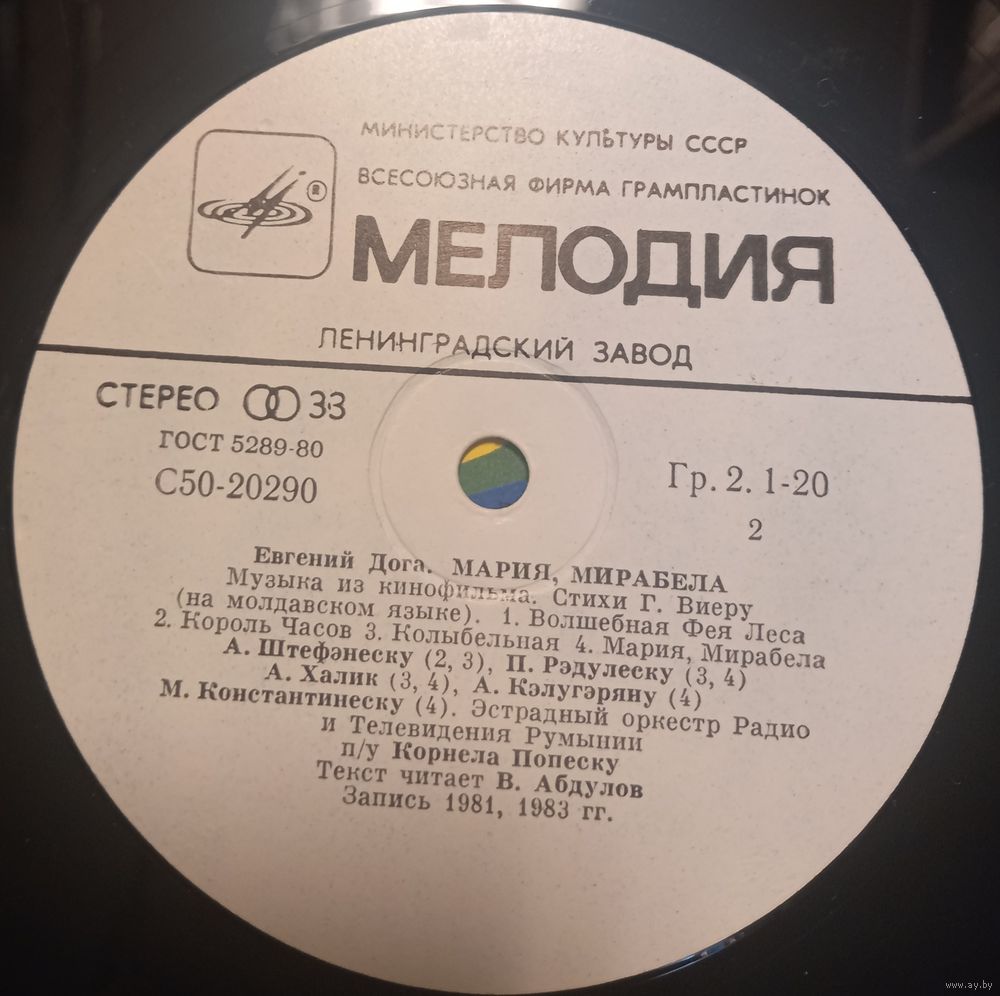 МИНИСТЕРСТВО КУЛЬТУРЫ СССР
ВСЕСОЮЗНАЯ ФИРМА ГРАМПЛАСТИНОК
®
МЕЛОДИЯ
ЛЕНИНГРАДСКИЙ ЗАВОД
СТЕРЕО 33
ГОСТ 5289-80
С50-20290
Гр. 2. 1-20
2
Евгений Дога. МАРИЯ, МИРАБЕЛА
Музыка из кинофильма. Стихи Г. Виеру
(на молдавском языке). 1. Волшебная Фея Леса
2. Король Часов 3. Колыбельная 4. Мария, Мирабела
А. Штефэнеску (2, 3), П. Рэдулеску (3, 4)
А. Халик (3, 4), А. Кэлугэряну (4)
М. Константинеску (4). Эстрадный оркестр Радио
и Телевидения Румынии
п/у Корнела Попеску
Текст читает В. Абдулов
Запись 1981, 1983 гг.
www.ay.by